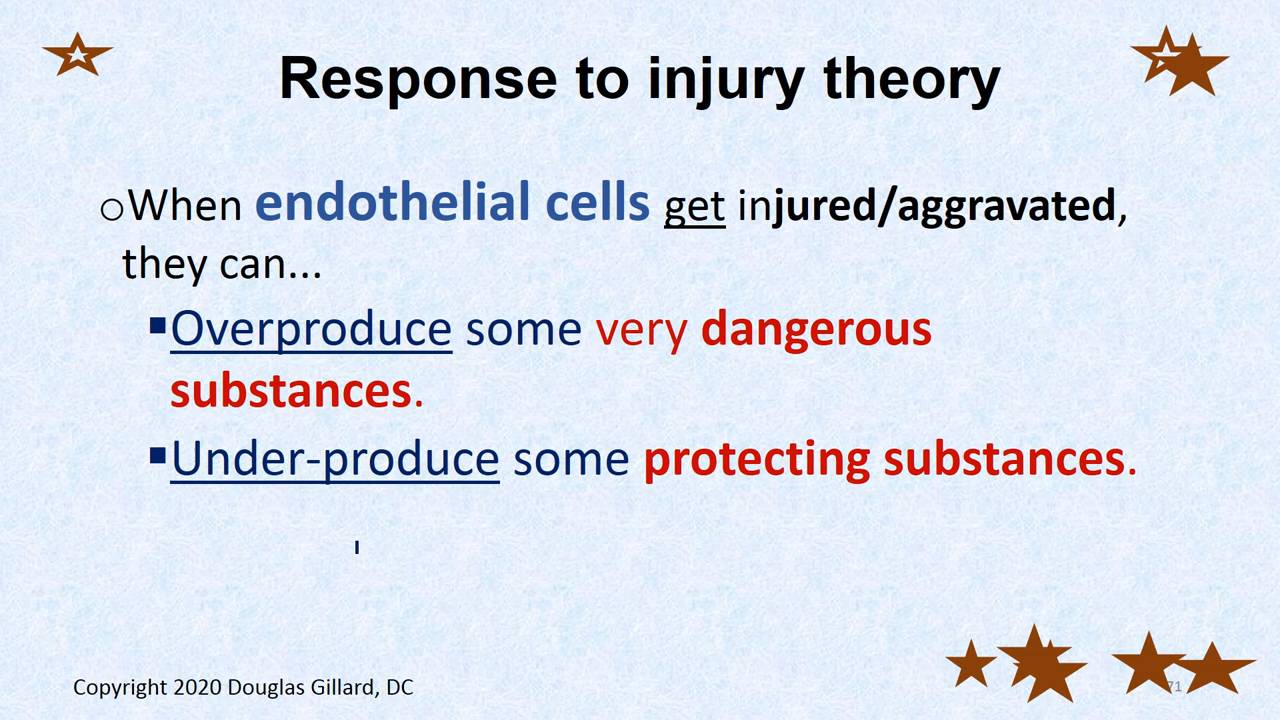 Response to injury theory
○When endothelial cells get injured/aggravated,
they can...
▪Overproduce some very dangerous
substances.
▪Under-produce some protecting substances.
Copyright 2020 Douglas Gillard, DC
71